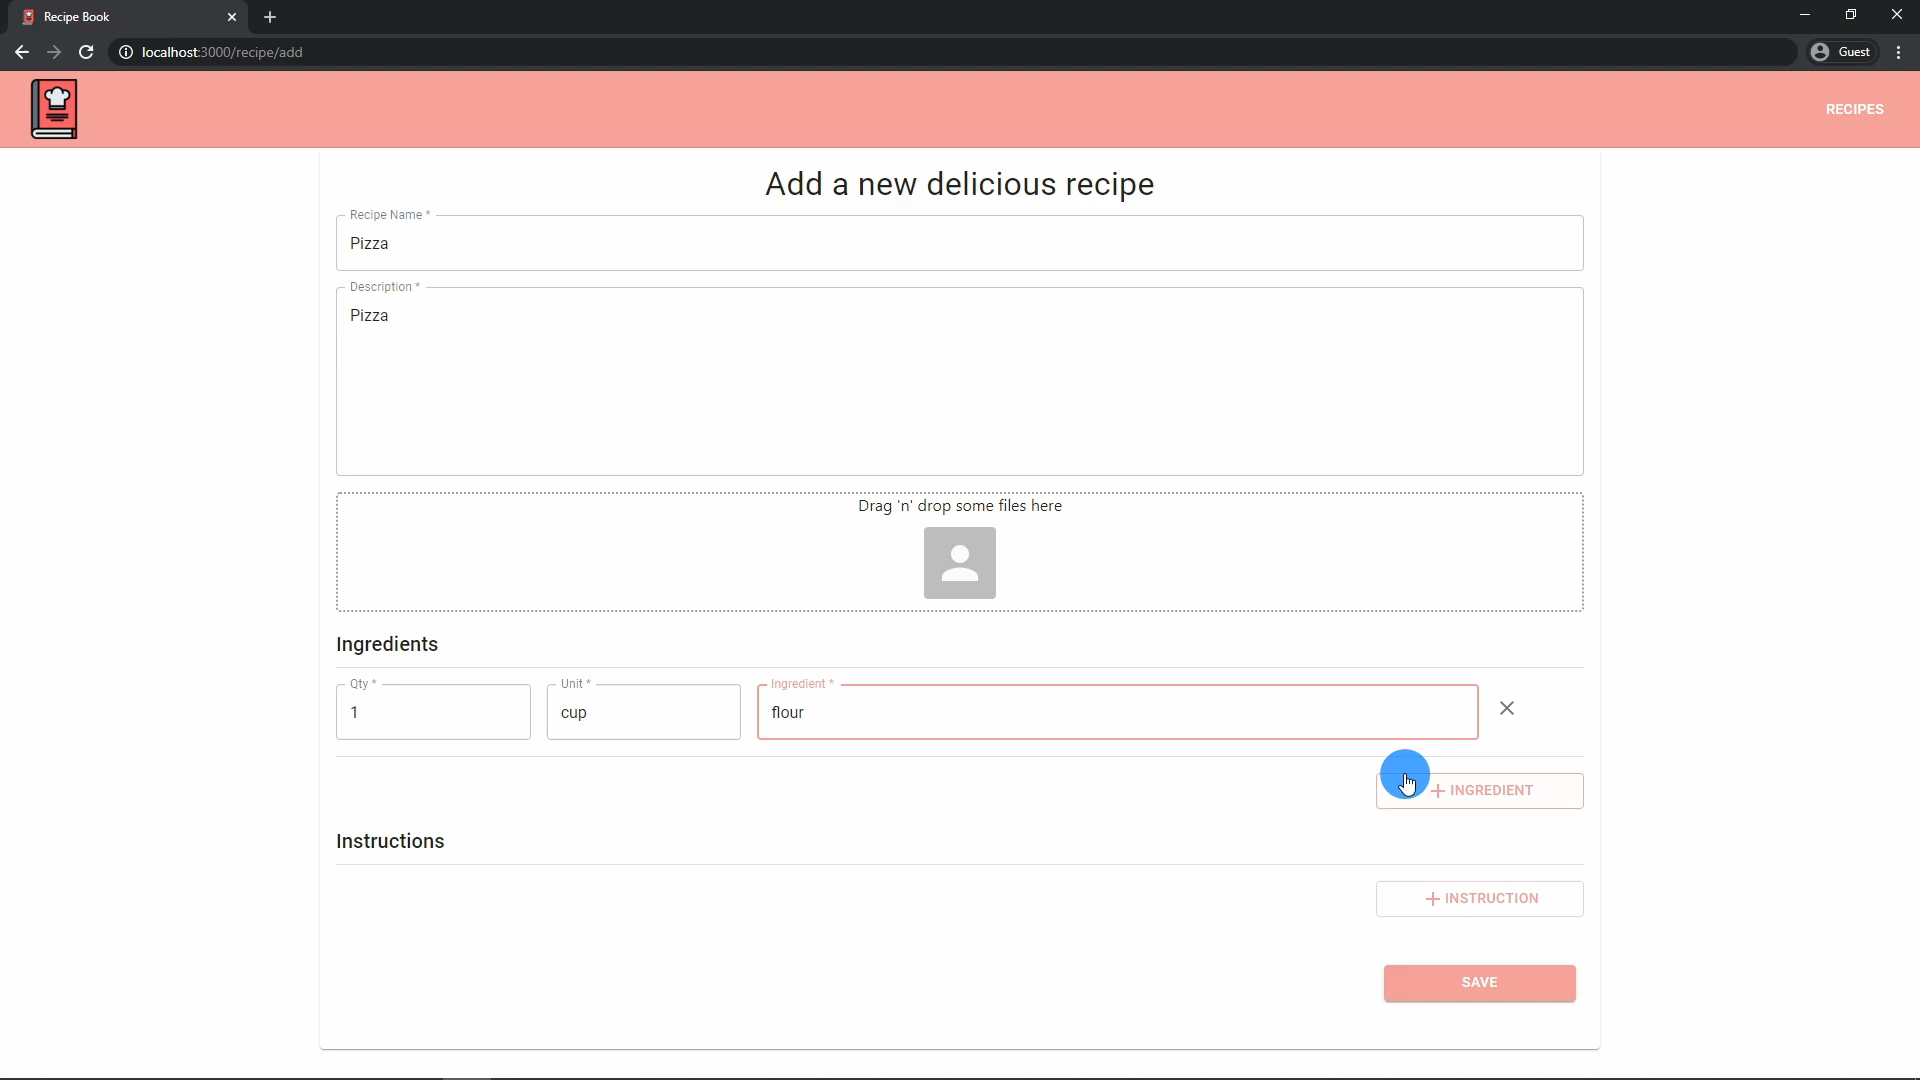 Recipe Book
localhost:3000/recipe/add
Guest
RECIPES
Add a new delicious recipe
Recipe Name *
Pizza
Description *
Pizza
Drag 'n' drop some files here
Ingredients
Qty * Unit * Ingredient *
1 cup flour
INGREDIENT
Instructions
INSTRUCTION
SAVE